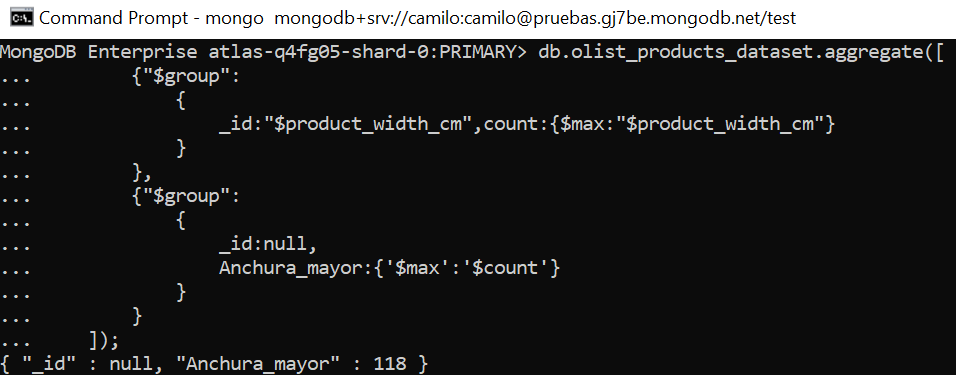 Command Prompt - mongo mongodb+srv://camilo:camilo@pruebas.gj7be.mongodb.net/test
MongoDB Enterprise atlas-q4fg05-shard-0:PRIMARY> db.olist_products_dataset.aggregate([
... {"$group":
... {
... _id:"$product_width_cm",count:{$max:"$product_width_cm"}
... }
... },
... {"$group":
... {
... _id:null,
... Anchura_mayor:{'$max':'$count'}
... }
... }
... ]);
{ "_id" : null, "Anchura_mayor" : 118 }